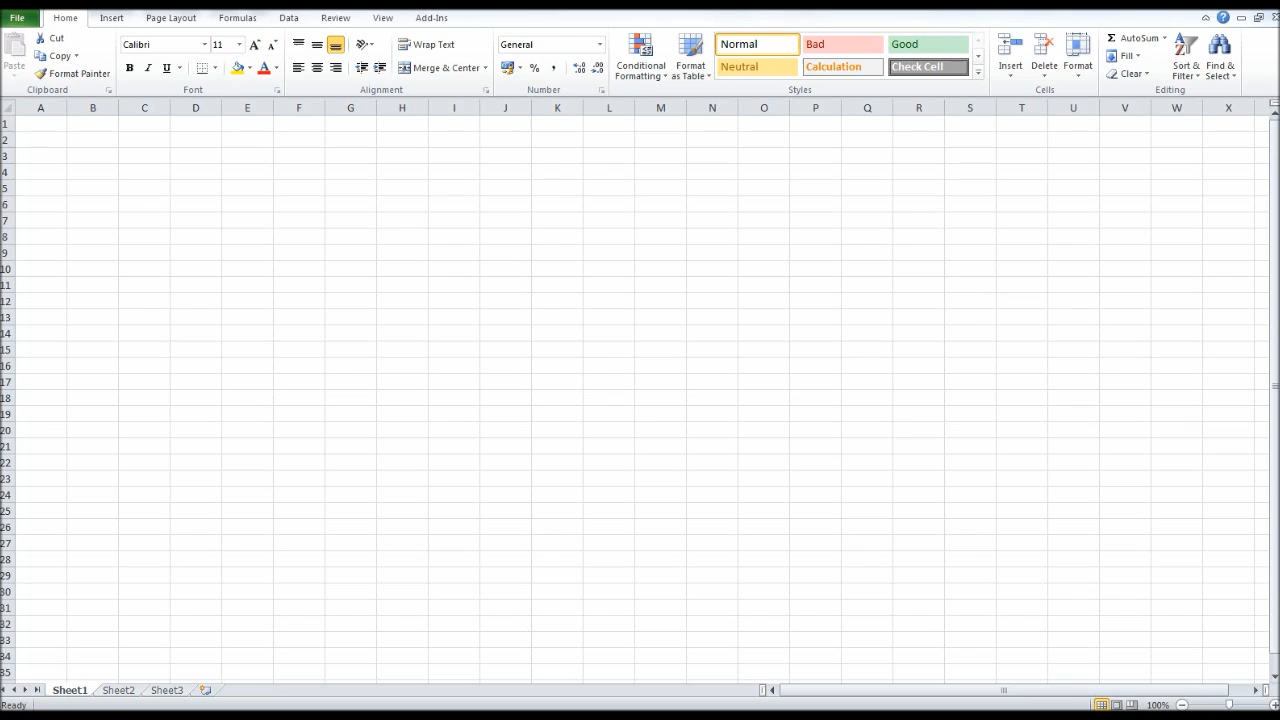 File Home Insert Page Layout Formulas Data Review View Add-Ins
Cut
Copy
Format Painter
Paste
Clipboard
Calibri 11
B I U
Font
Wrap Text
Merge & Center
Alignment
General
% ,
Number
Conditional Formatting
Format as Table
Normal Bad Good
Neutral Calculation Check Cell
Styles
Insert Delete Format
Cells
Σ AutoSum
Fill
Clear
Sort & Filter
Find & Select
Editing
A B C D E F G H I J K L M N O P Q R S T U V W X
1
2
3
4
5
6
7
8
9
10
11
12
13
14
15
16
17
18
19
20
21
22
23
24
25
26
27
28
29
30
31
32
33
34
35
Sheet1 Sheet2 Sheet3
Ready 100%